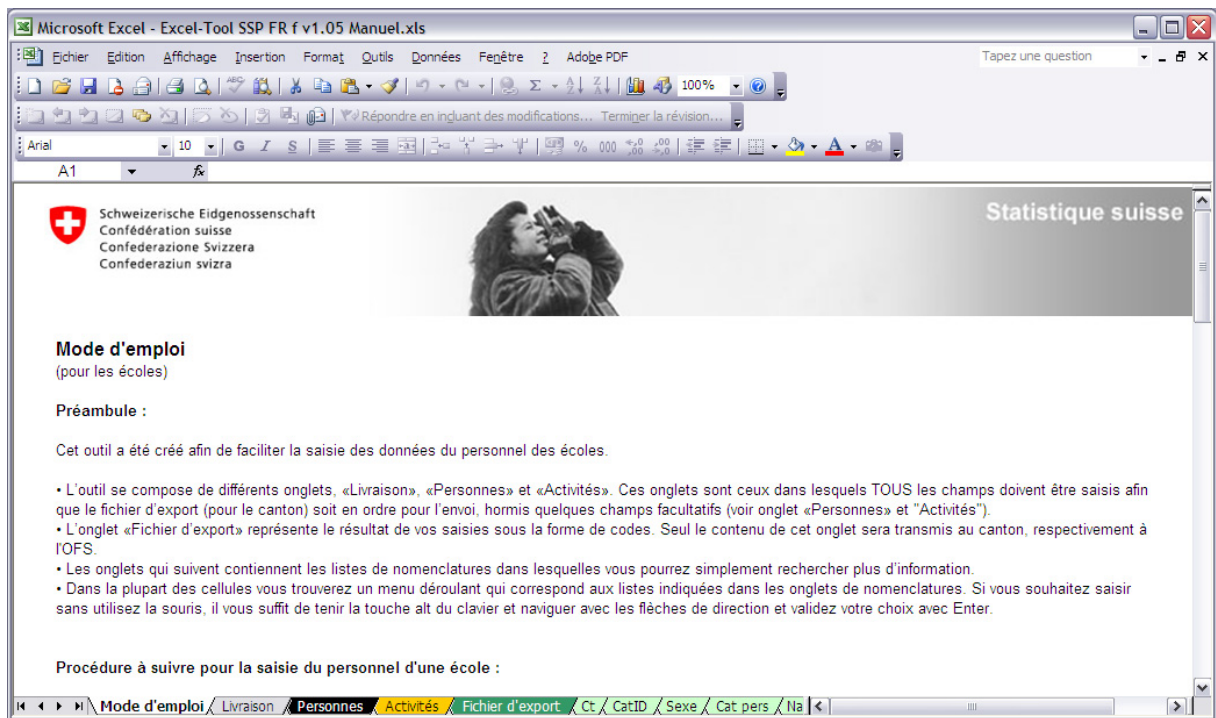 Microsoft Excel - Excel-Tool SSP FR f v1.05 Manuel.xls
Fichier Edition Affichage Insertion Format Outils Données Fenêtre ? Adobe PDF Tapez une question
100%
Répondre en incluant des modifications... Terminer la révision...
Arial 10 G I S % 000
A1 fx
Schweizerische Eidgenossenschaft
Confédération suisse
Confederazione Svizzera
Confederaziun svizra
Statistique suisse
Mode d'emploi
(pour les écoles)
Préambule :
Cet outil a été créé afin de faciliter la saisie des données du personnel des écoles.
• L'outil se compose de différents onglets, «Livraison», «Personnes» et «Activités». Ces onglets sont ceux dans lesquels TOUS les champs doivent être saisis afin
que le fichier d'export (pour le canton) soit en ordre pour l'envoi, hormis quelques champs facultatifs (voir onglet «Personnes» et "Activités").
• L'onglet «Fichier d'export» représente le résultat de vos saisies sous la forme de codes. Seul le contenu de cet onglet sera transmis au canton, respectivement à
l'OFS.
• Les onglets qui suivent contiennent les listes de nomenclatures dans lesquelles vous pourrez simplement rechercher plus d'information.
• Dans la plupart des cellules vous trouverez un menu déroulant qui correspond aux listes indiquées dans les onglets de nomenclatures. Si vous souhaitez saisir
sans utilisez la souris, il vous suffit de tenir la touche alt du clavier et naviguer avec les flèches de direction et validez votre choix avec Enter.
Procédure à suivre pour la saisie du personnel d'une école :
Mode d'emploi Livraison Personnes Activités Fichier d'export Ct CatID Sexe Cat pers Na